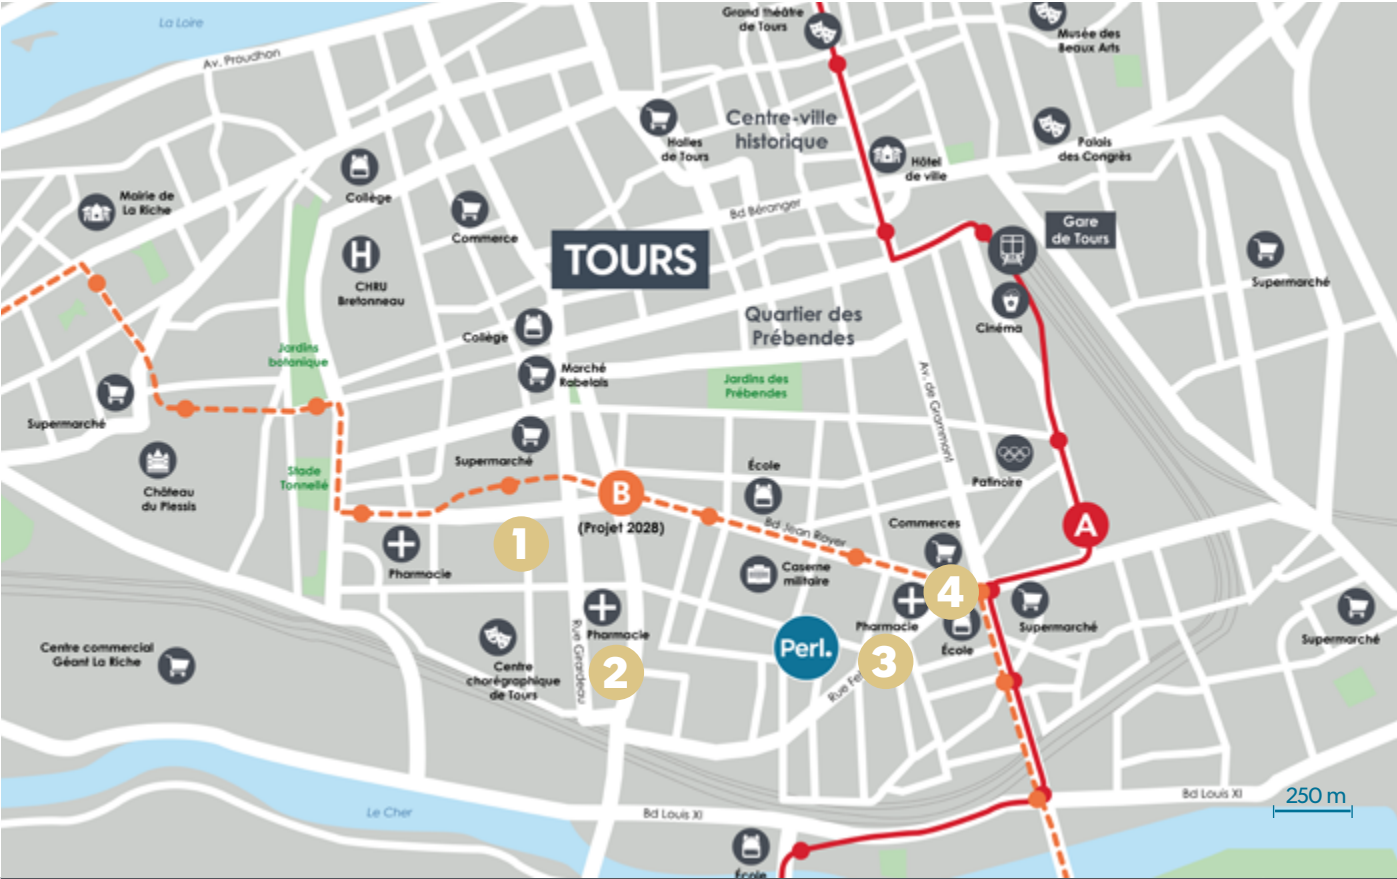 La Loire
Av. Proudhon
Grand théâtre
de Tours
Musée des
Beaux Arts
Centre-ville
historique
Halles
de Tours
Palais
des Congrès
Hôtel
de ville
Collège
Mairie de
La Riche
Commerce
Bd Béranger
Gare
de Tours
TOURS
H
CHRU
Bretonneau
Supermarché
Cinéma
Quartier des
Prébendes
Collège
Jardins
botanique
Marché
Rabelais
Jardins des
Prébendes
Av. de Grammont
Supermarché
Supermarché
École
Patinoire
Stade
Tonnellé
Château
du Plessis
B
(Projet 2028)
Bd Jean Royer
Commerces
A
1
Pharmacie
Caserne
militaire
4
Pharmacie
Pharmacie
Supermarché
École
Supermarché
Rue Girardeau
Perl.
3
2
Rue
Centre commercial
Géant La Riche
Centre
chorégraphique
de Tours
Le Cher
Bd Louis XI
Bd Louis XI
250 m
École